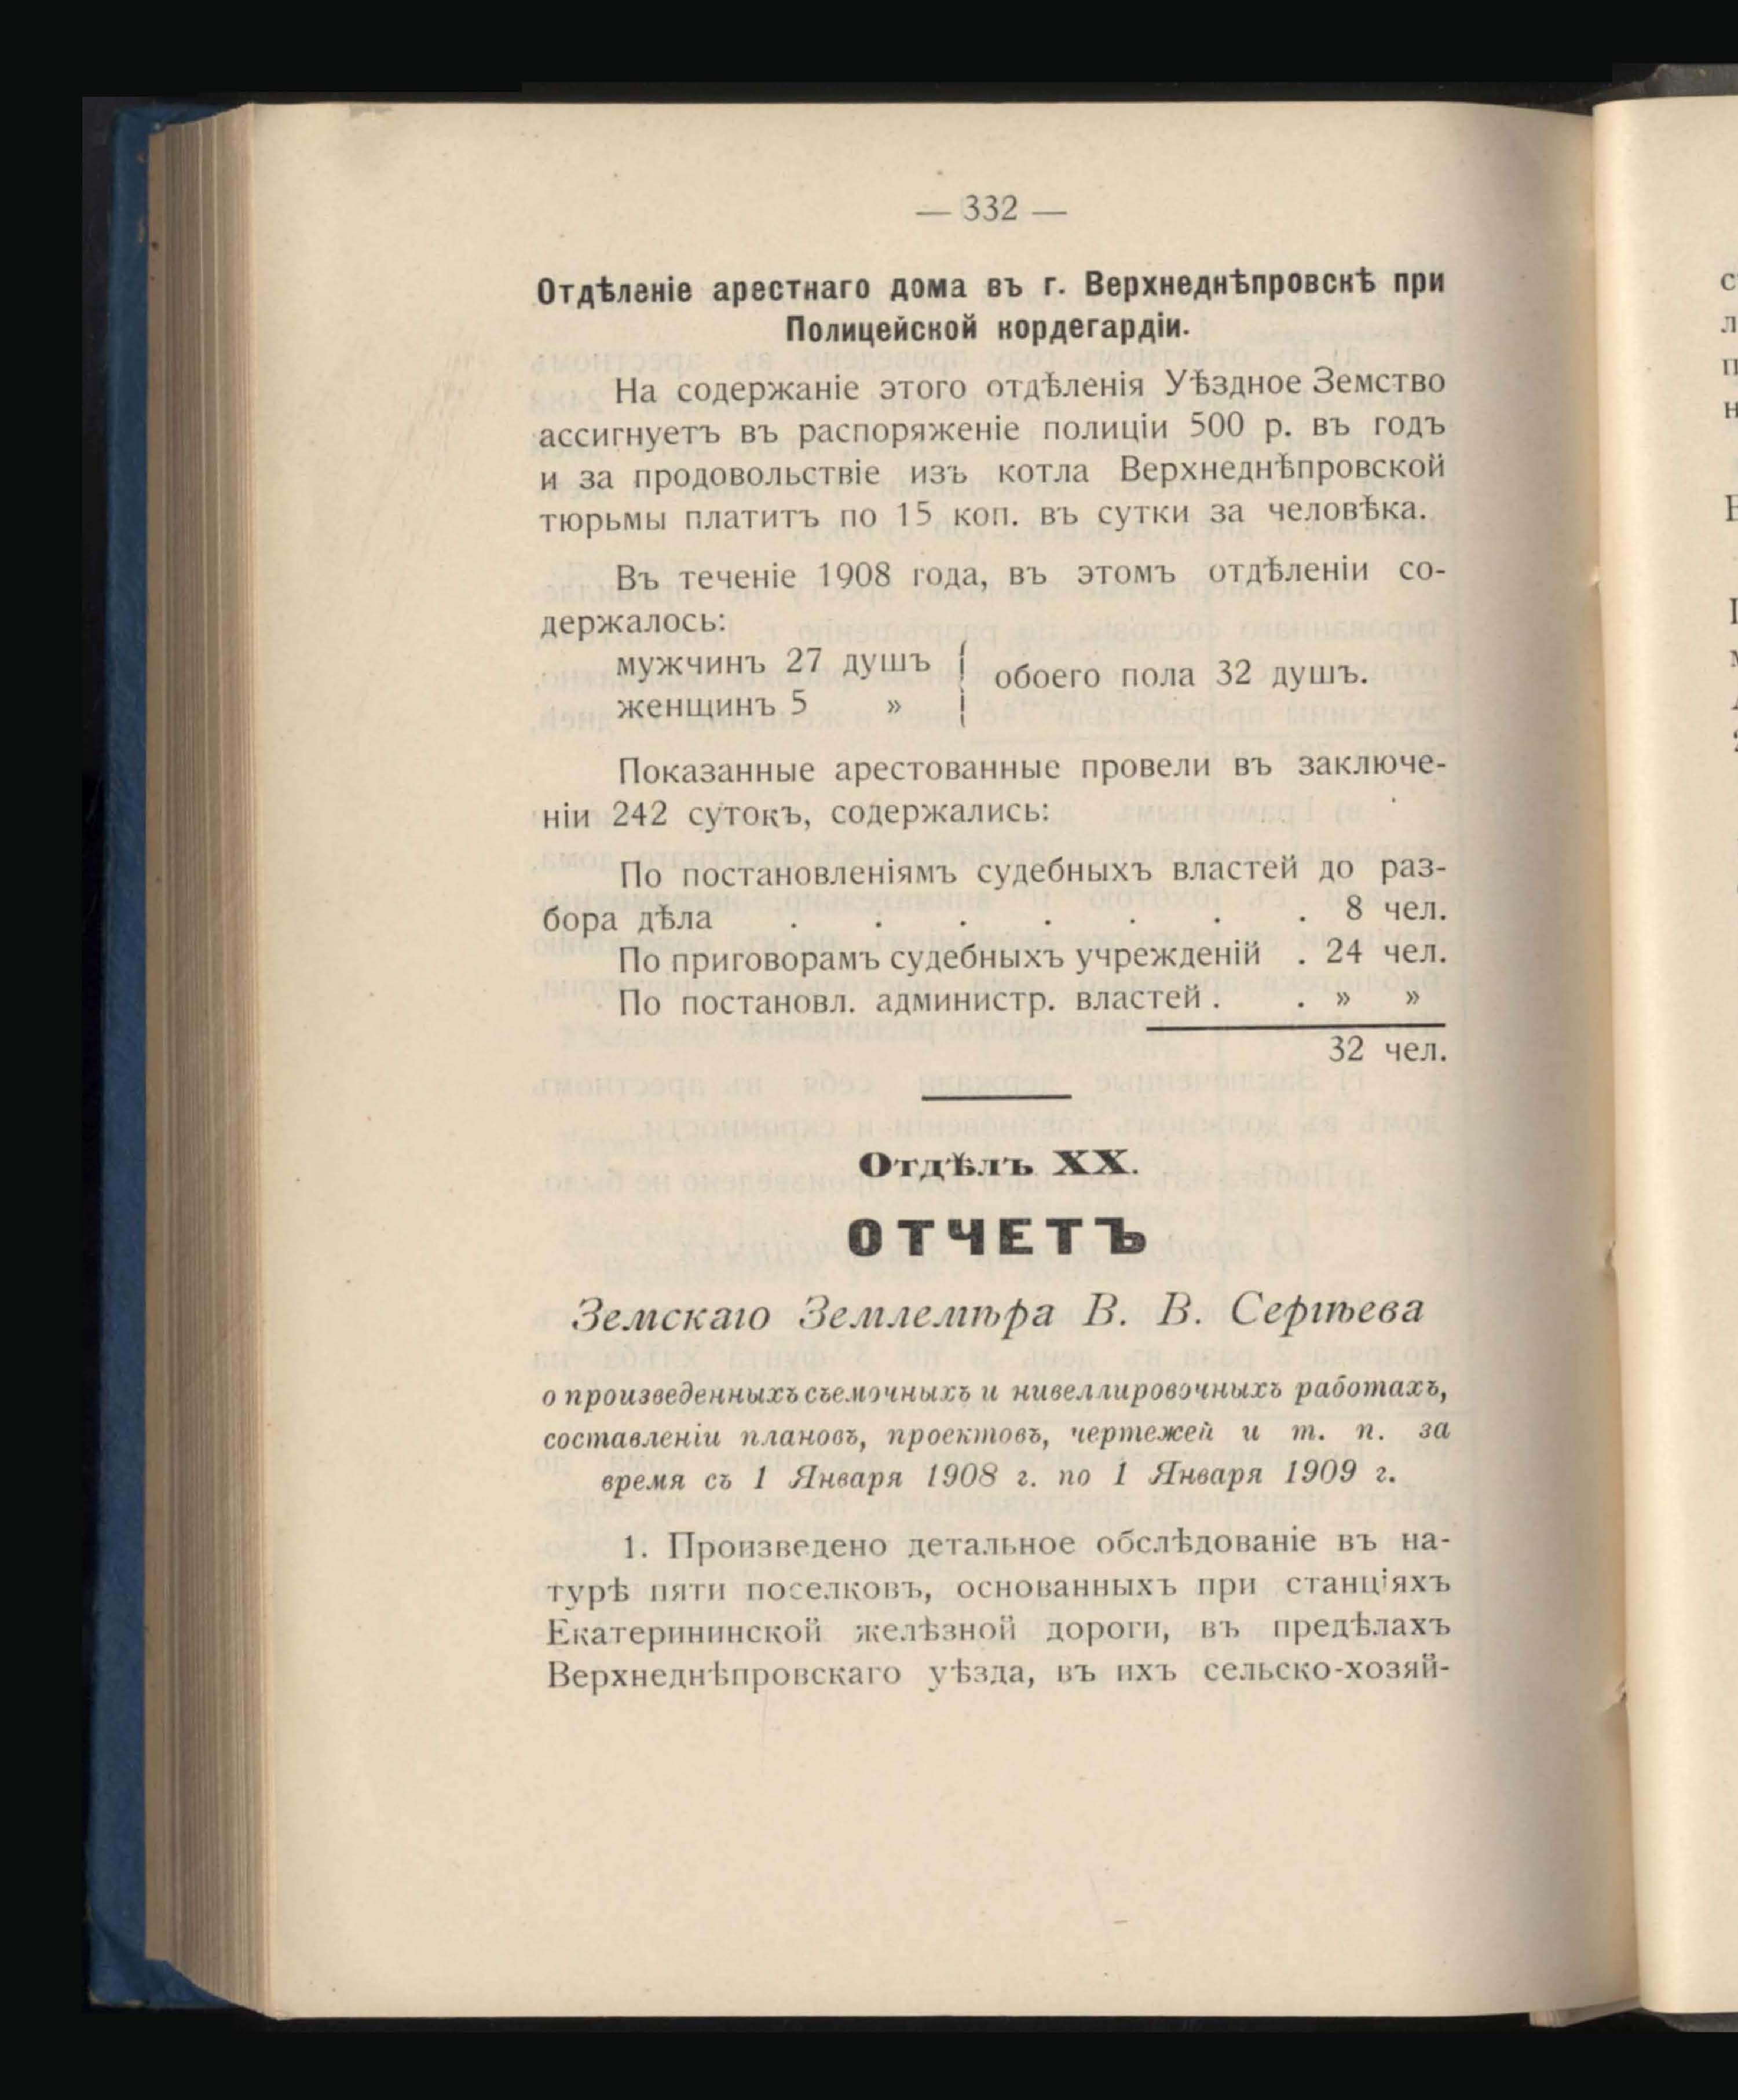 — 332 —
Отдѣленіе арестнаго дома въ г. Верхнеднѣпровскѣ при
Полицейской кордегардіи.
На содержаніе этого отдѣленія Уѣздное Земство
ассигнуетъ въ распоряженіе полиціи 500 р. въ годъ
и за продовольствіе изъ котла Верхнеднѣпровской
тюрьмы платитъ по 15 коп. въ сутки за человѣка.
Въ теченіе 1908 года, въ этомъ отдѣленіи со-
держалось:
мужчинъ 27 душъ
женщинъ 5 »
обоего пола 32 душъ.
Показанные арестованные провели въ заключе-
ніи 242 сутокъ, содержались:
По постановленіямъ судебныхъ властей до раз-
бора дѣла . . . . . . . 8 чел.
По приговорамъ судебныхъ учрежденій . 24 чел.
По постановл. администр. властей . . » »
32 чел.
Отдѣлъ XX.
ОТЧЕТЪ
Земскаго Землемѣра В. В. Сергѣева
о произведенныхъ съемочныхъ и нивеллировочныхъ работахъ,
составленіи плановъ, проектовъ, чертежей и т. п. за
время съ 1 Января 1908 г. по 1 Января 1909 г.
1. Произведено детальное обслѣдованіе въ на-
турѣ пяти поселковъ, основанныхъ при станціяхъ
Екатерининской желѣзной дороги, въ предѣлахъ
Верхнеднѣпровскаго уѣзда, въ ихъ сельско-хозяй-